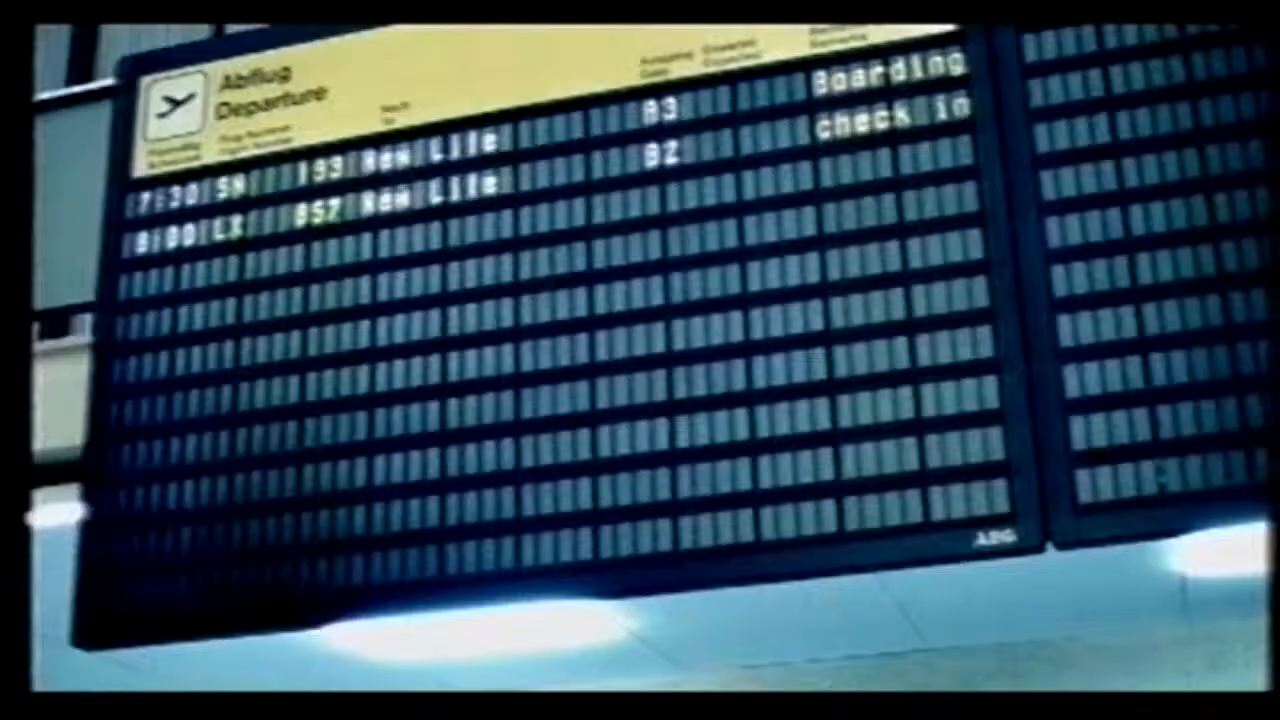 Abflug
Departure
Nach
7:30 SN 193 New Life B3 Boarding
8:00 LX 857 New Life B2 check in
AEG